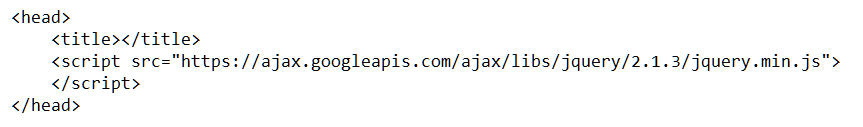 <head>
    <title></title>
    <script src="https://ajax.googleapis.com/ajax/libs/jquery/2.1.3/jquery.min.js">
    </script>
</head>